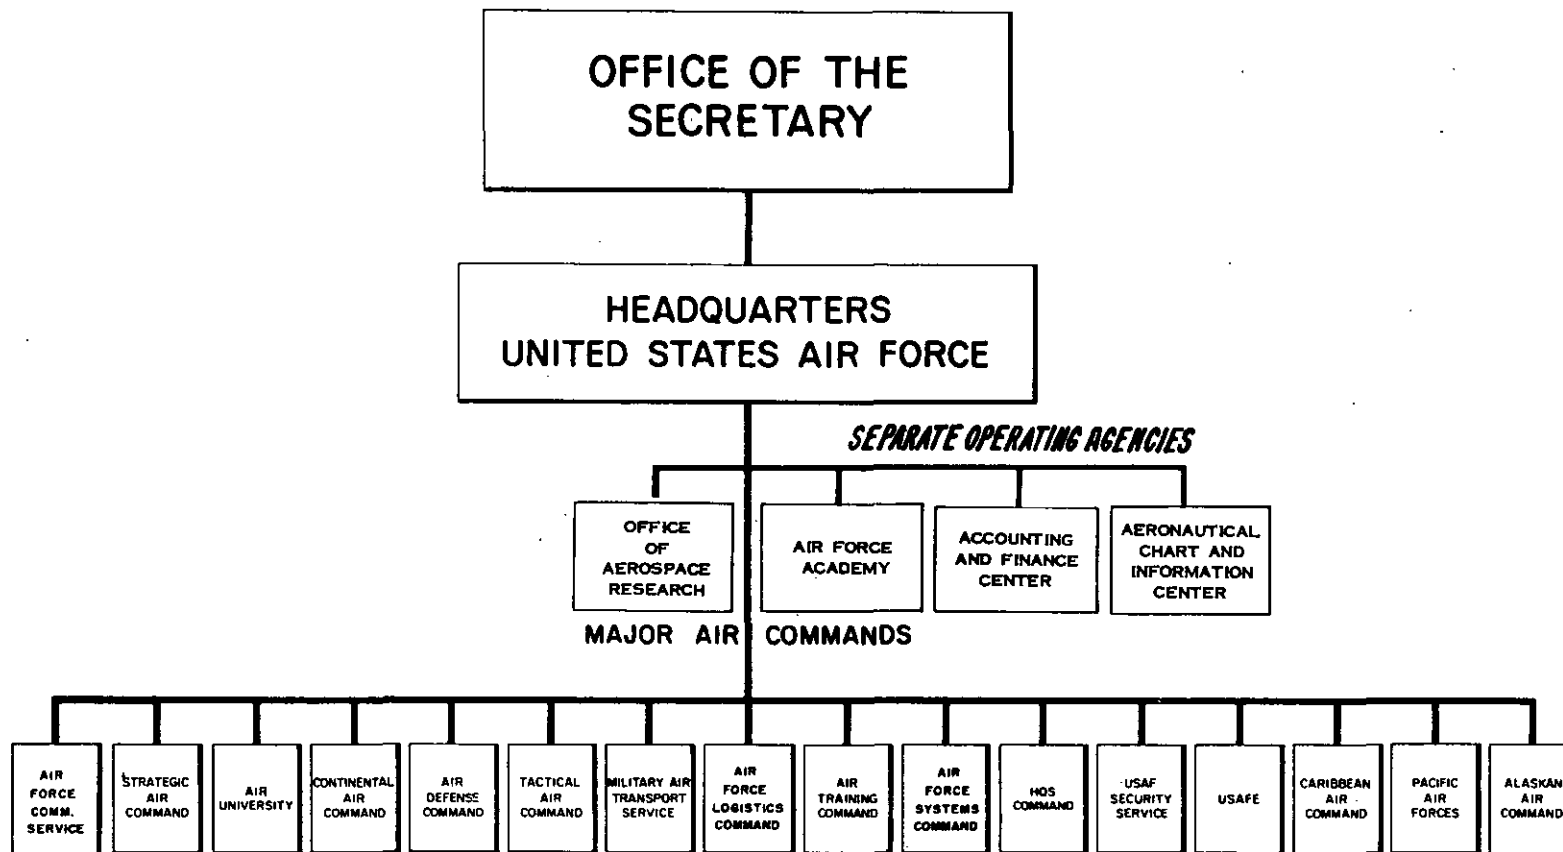 OFFICE OF THE
SECRETARY
HEADQUARTERS
UNITED STATES AIR FORCE
SEPARATE OPERATING AGENCIES
OFFICE
OF
AEROSPACE
RESEARCH
AIR FORCE
ACADEMY
ACCOUNTING
AND FINANCE
CENTER
AERONAUTICAL
CHART AND
INFORMATION
CENTER
MAJOR AIR COMMANDS
AIR
FORCE
COMM.
SERVICE
STRATEGIC
AIR
COMMAND
AIR
UNIVERSITY
CONTINENTAL
AIR
COMMAND
AIR
DEFENSE
COMMAND
TACTICAL
AIR
COMMAND
MILITARY AIR
TRANSPORT
SERVICE
AIR
FORCE
LOGISTICS
COMMAND
AIR
TRAINING
COMMAND
AIR
FORCE
SYSTEMS
COMMAND
HQS
COMMAND
USAF
SECURITY
SERVICE
USAFE
CARIBBEAN
AIR
COMMAND
PACIFIC
AIR
FORCES
ALASKAN
AIR
COMMAND